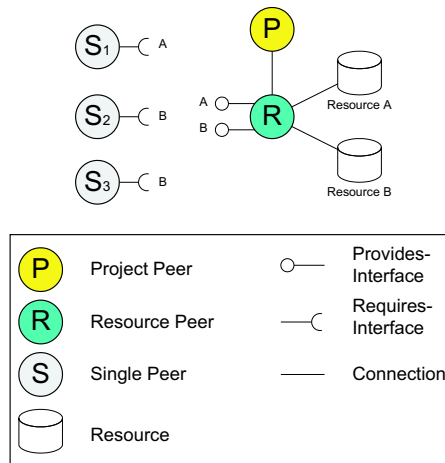 S1 A
P
S2 B
A
B
R
Resource A
S3 B
Resource B
P Project Peer
Provides-
Interface
R Resource Peer
Requires-
Interface
S Single Peer
Connection
Resource